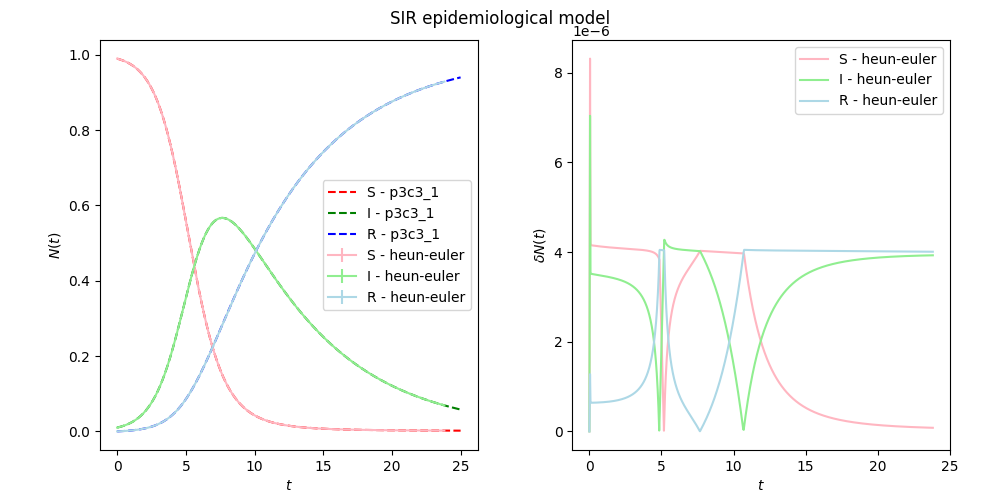 SIR epidemiological model
1.0
0.8
0.6
0.4
0.2
0.0
N(t)
0
5
10
15
20
25
t
S - p3c3_1
I - p3c3_1
R - p3c3_1
S - heun-euler
I - heun-euler
R - heun-euler
1e−6
8
6
4
2
0
δN(t)
0
5
10
15
20
25
t
S - heun-euler
I - heun-euler
R - heun-euler